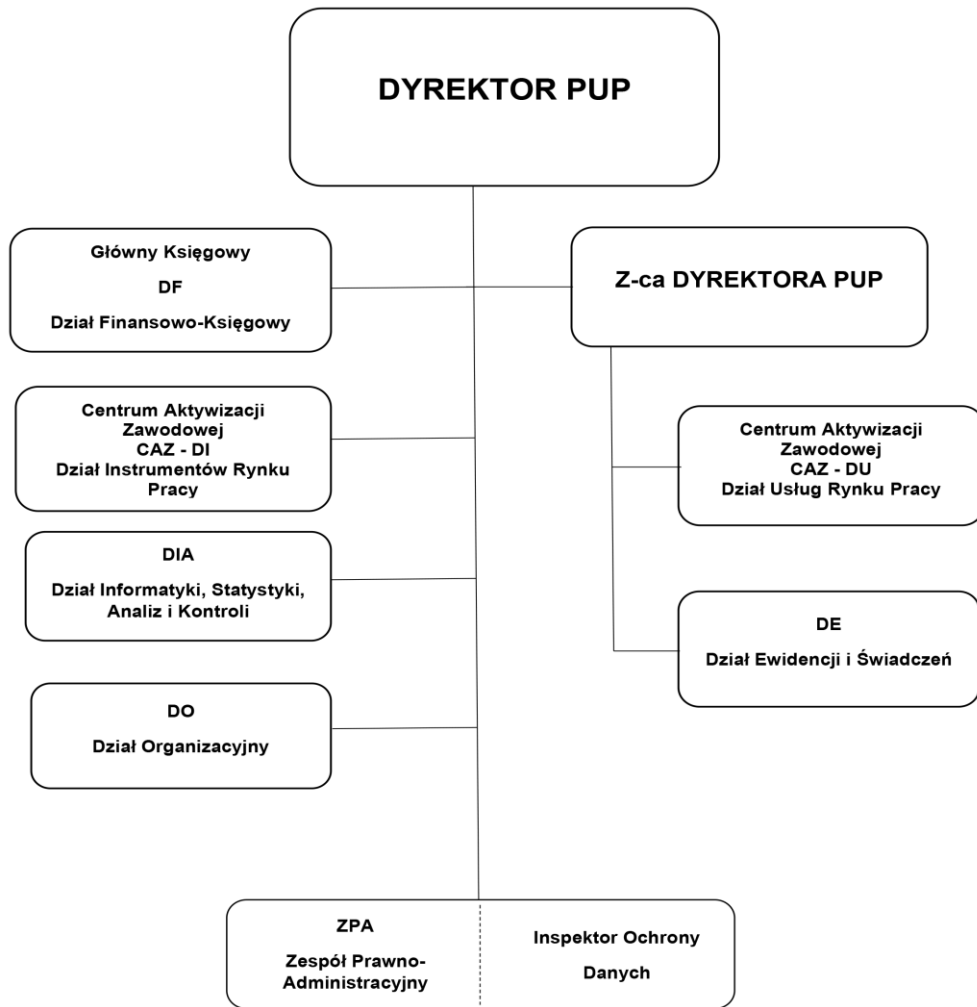 DYREKTOR PUP
Główny Księgowy
DF
Dział Finansowo-Księgowy
Z-ca DYREKTORA PUP
Centrum Aktywizacji
Zawodowej
CAZ - DI
Dział Instrumentów Rynku
Pracy
Centrum Aktywizacji
Zawodowej
CAZ - DU
Dział Usług Rynku Pracy
DIA
Dział Informatyki, Statystyki,
Analiz i Kontroli
DE
Dział Ewidencji i Świadczeń
DO
Dział Organizacyjny
ZPA
Zespół Prawno-
Administracyjny
Inspektor Ochrony
Danych